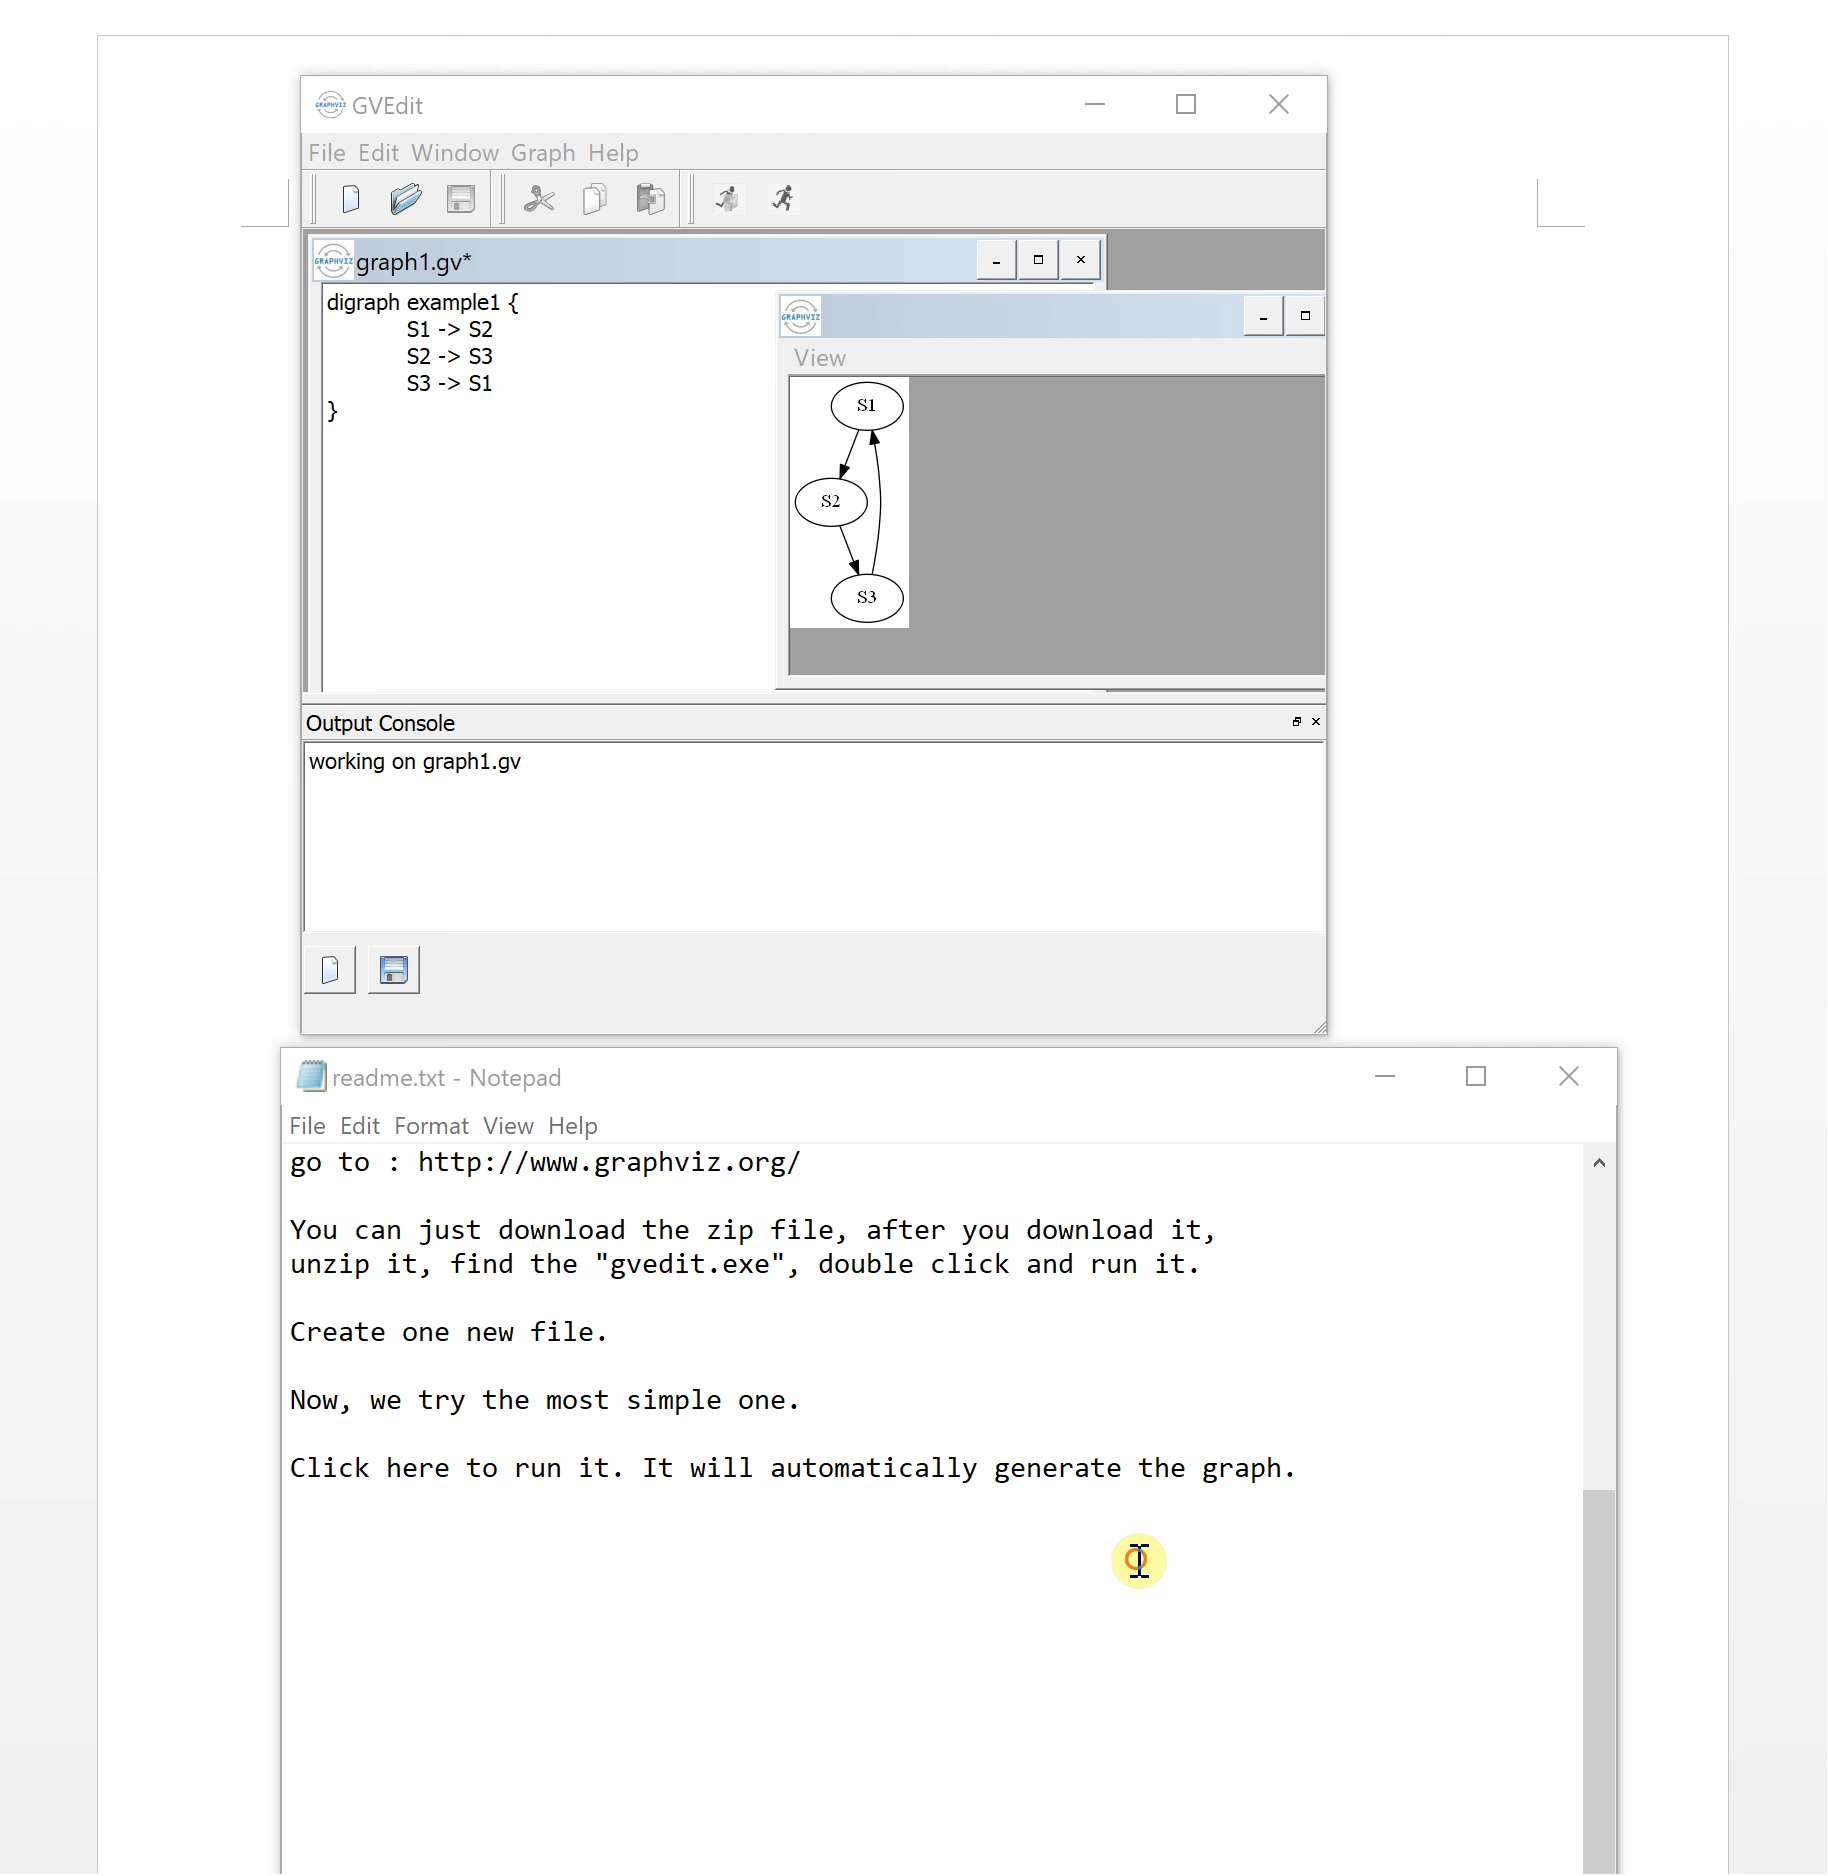 GRAPHVIZ GVEdit
File Edit Window Graph Help
GRAPHVIZ graph1.gv*
digraph example1 {
S1 -> S2
S2 -> S3
S3 -> S1
}
GRAPHVIZ
View
S1
S2
S3
Output Console
working on graph1.gv
readme.txt - Notepad
File Edit Format View Help
go to : http://www.graphviz.org/
You can just download the zip file, after you download it,
unzip it, find the "gvedit.exe", double click and run it.
Create one new file.
Now, we try the most simple one.
Click here to run it. It will automatically generate the graph.